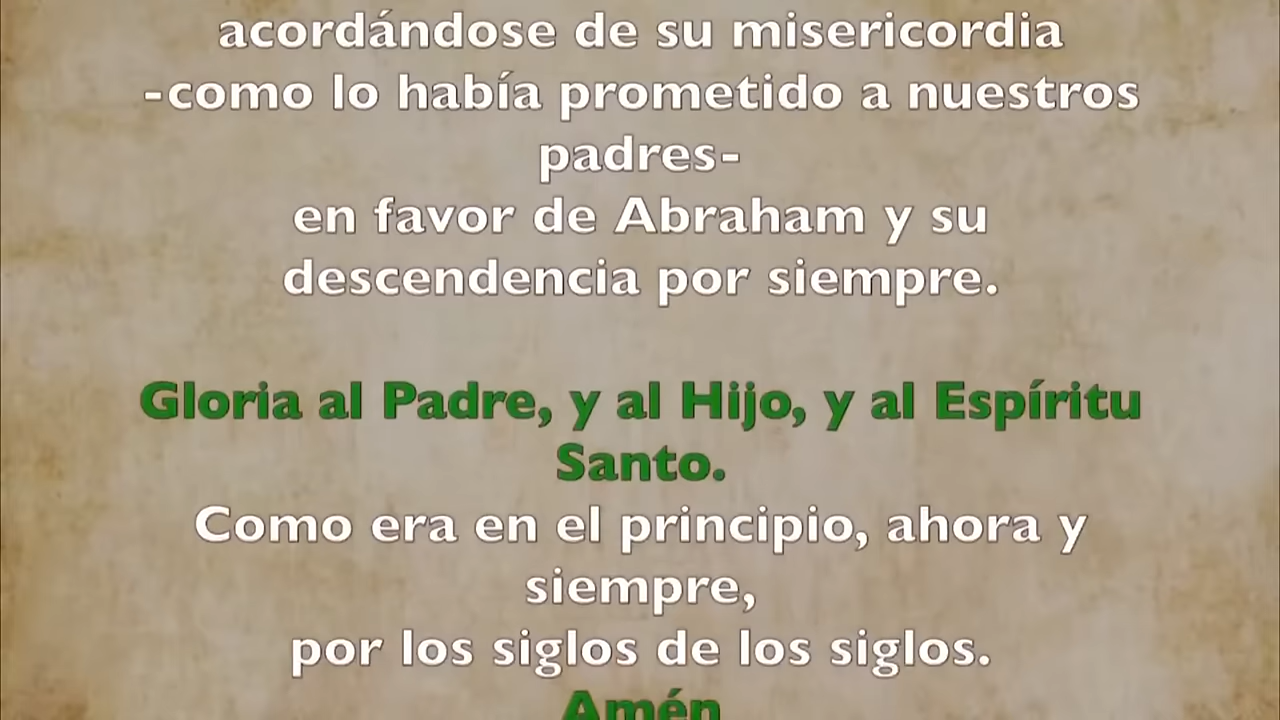 acordándose de su misericordia
-como lo había prometido a nuestros
padres-
en favor de Abraham y su
descendencia por siempre.
Gloria al Padre, y al Hijo, y al Espíritu
Santo.
Como era en el principio, ahora y
siempre,
por los siglos de los siglos.
Amén